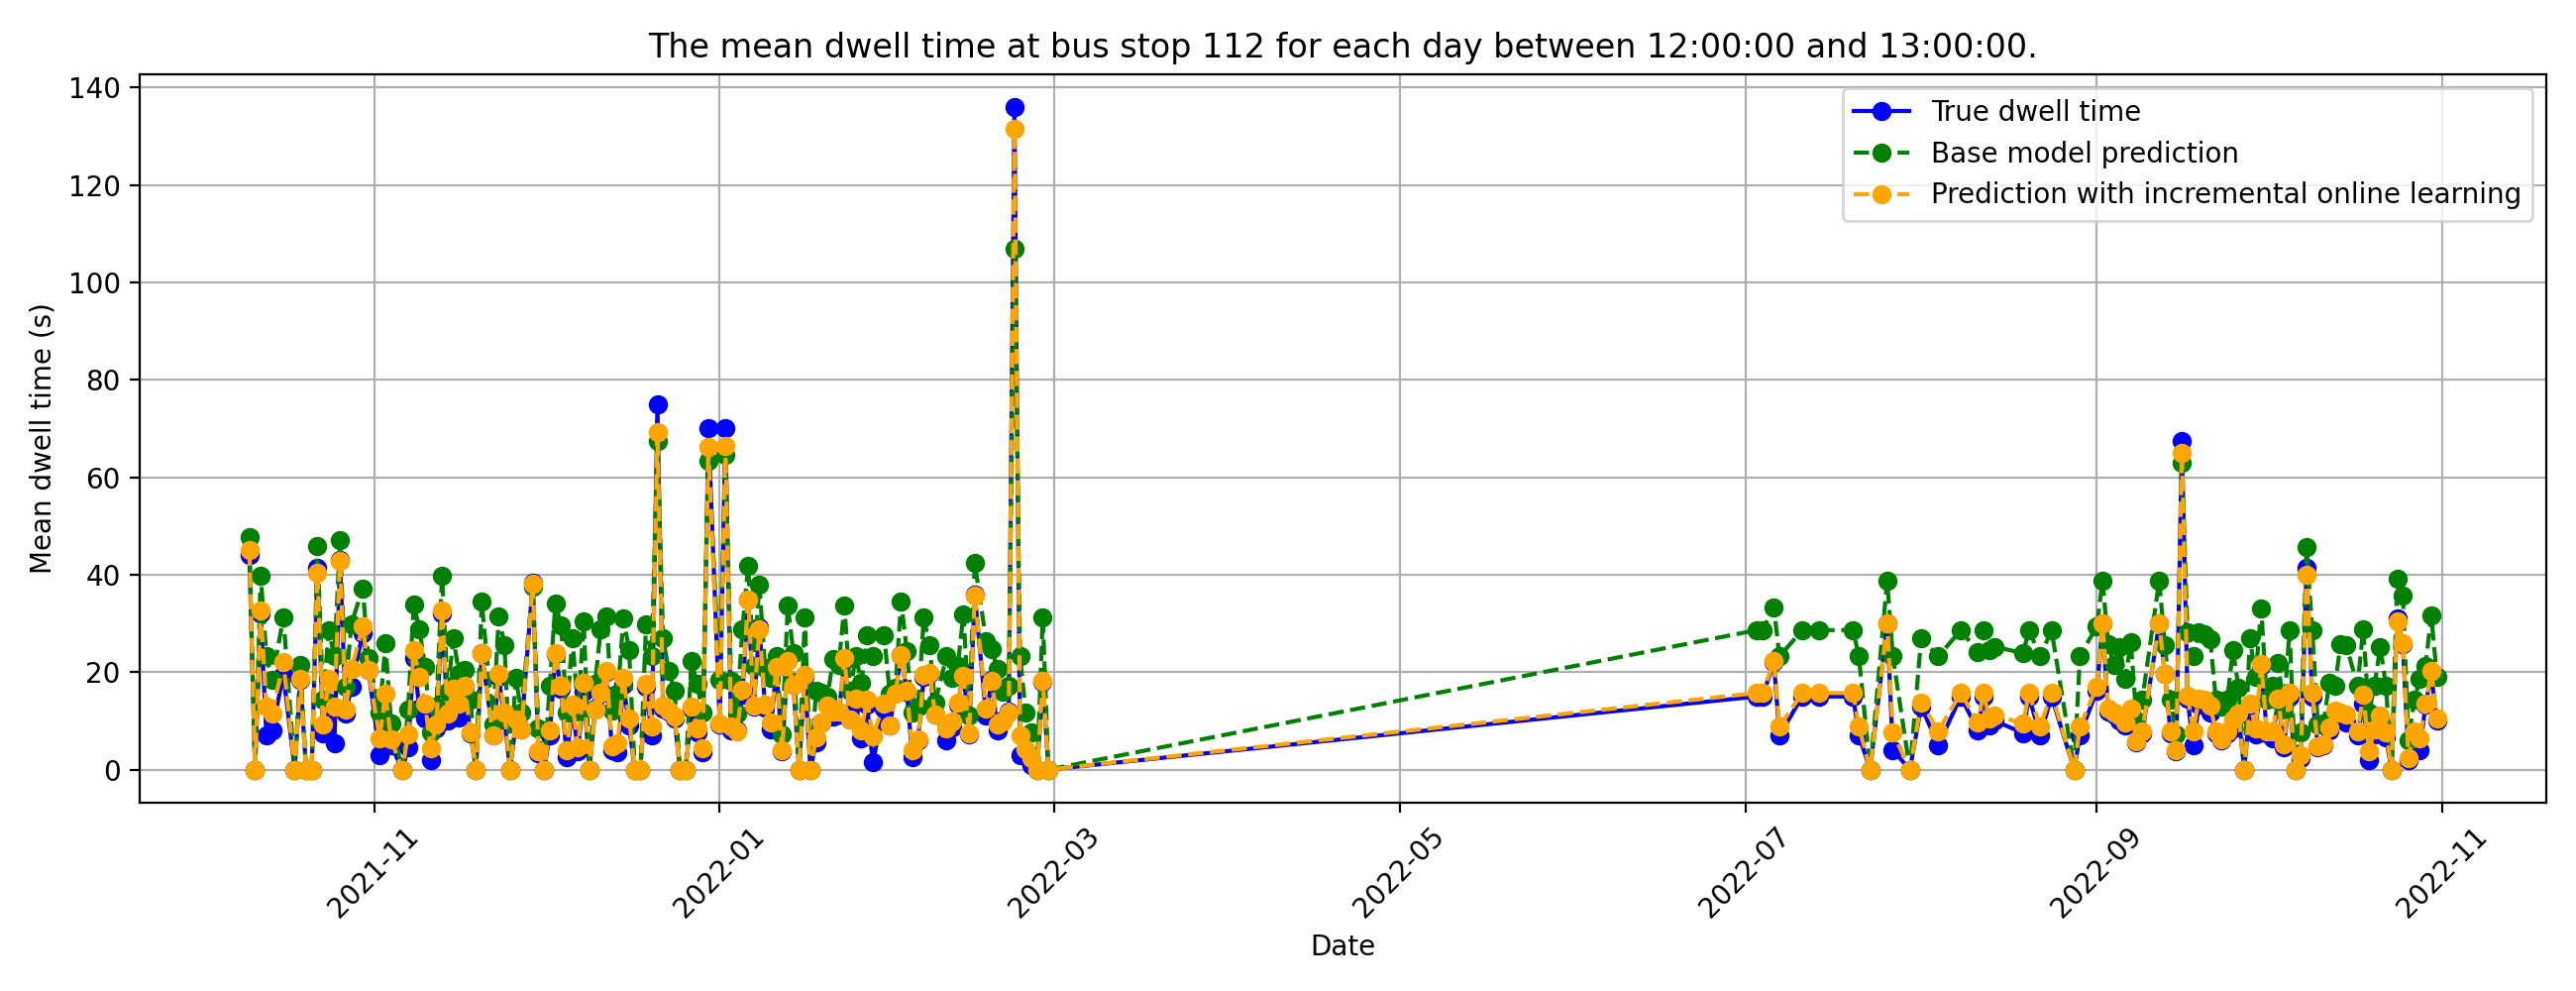 The mean dwell time at bus stop 112 for each day between 12:00:00 and 13:00:00.
140
120
100
80
60
40
20
0
Mean dwell time (s)
True dwell time
Base model prediction
Prediction with incremental online learning
2021-11
2022-01
2022-03
2022-05
2022-07
2022-09
2022-11
Date